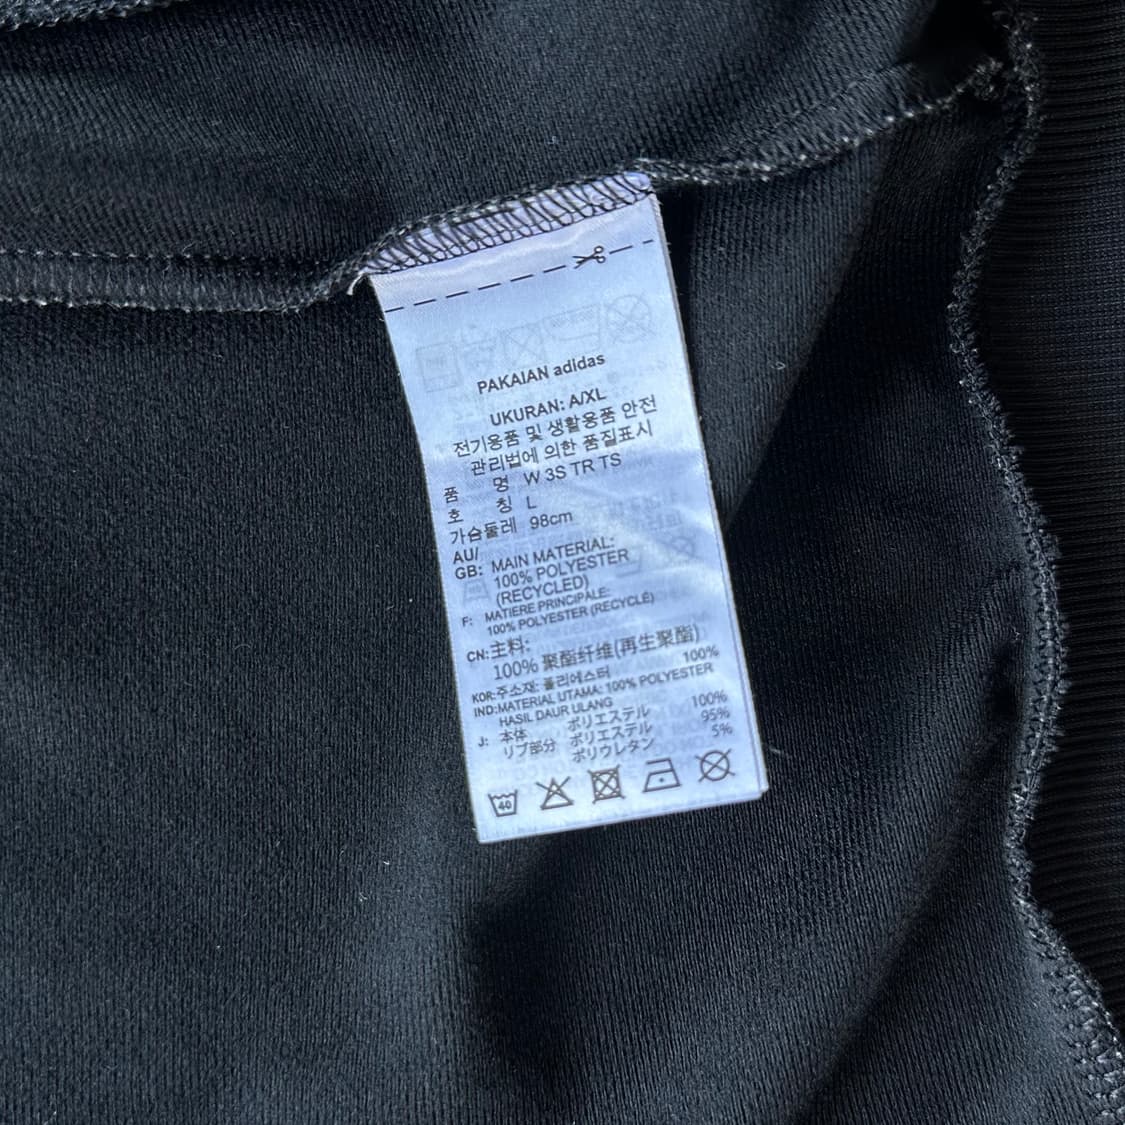 PAKAIAN adidas
UKURAN: A/XL
전기용품 및 생활용품 안전
관리법에 의한 품질표시
품 명 W 3S TR TS
호 칭 L
가슴둘레 98cm
AU/
GB: MAIN MATERIAL:
100% POLYESTER
(RECYCLED)
F: MATIERE PRINCIPALE:
100% POLYESTER (RECYCLÉ)
CN:主料:
100% 聚酯纤维(再生聚酯)
KOR:주소재: 폴리에스터 100%
IND:MATERIAL UTAMA: 100% POLYESTER
HASIL DAUR ULANG
J: 本体 ポリエステル 100%
リブ部分 ポリエステル 95%
ポリウレタン 5%
40